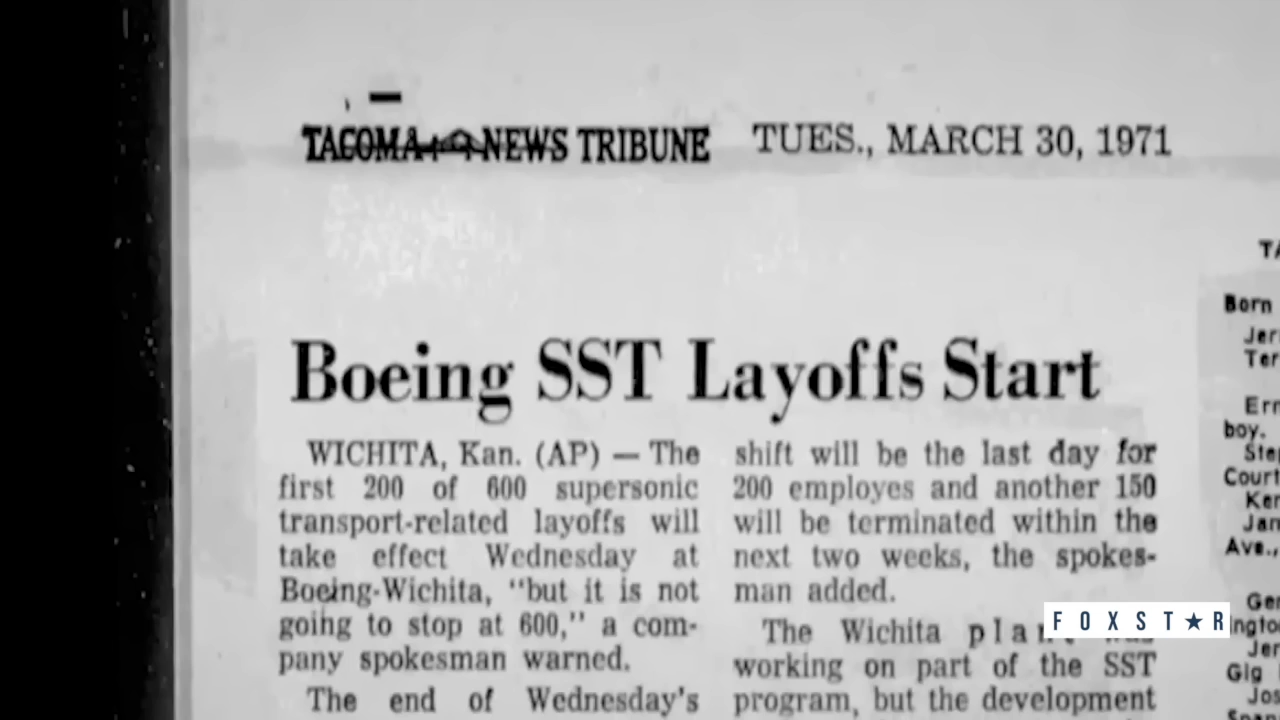 TACOMA NEWS TRIBUNE TUES., MARCH 30, 1971
Boeing SST Layoffs Start
WICHITA, Kan. (AP) — The
first 200 of 600 supersonic
transport-related layoffs will
take effect Wednesday at
Boeing-Wichita, "but it is not
going to stop at 600," a com-
pany spokesman warned.
The end of Wednesday's
shift will be the last day for
200 employes and another 150
will be terminated within the
next two weeks, the spokes-
man added.
The Wichita
working on part of the SST
program, but the development
Born
boy.
Court
Ave.,
Gig
FOXSTAR